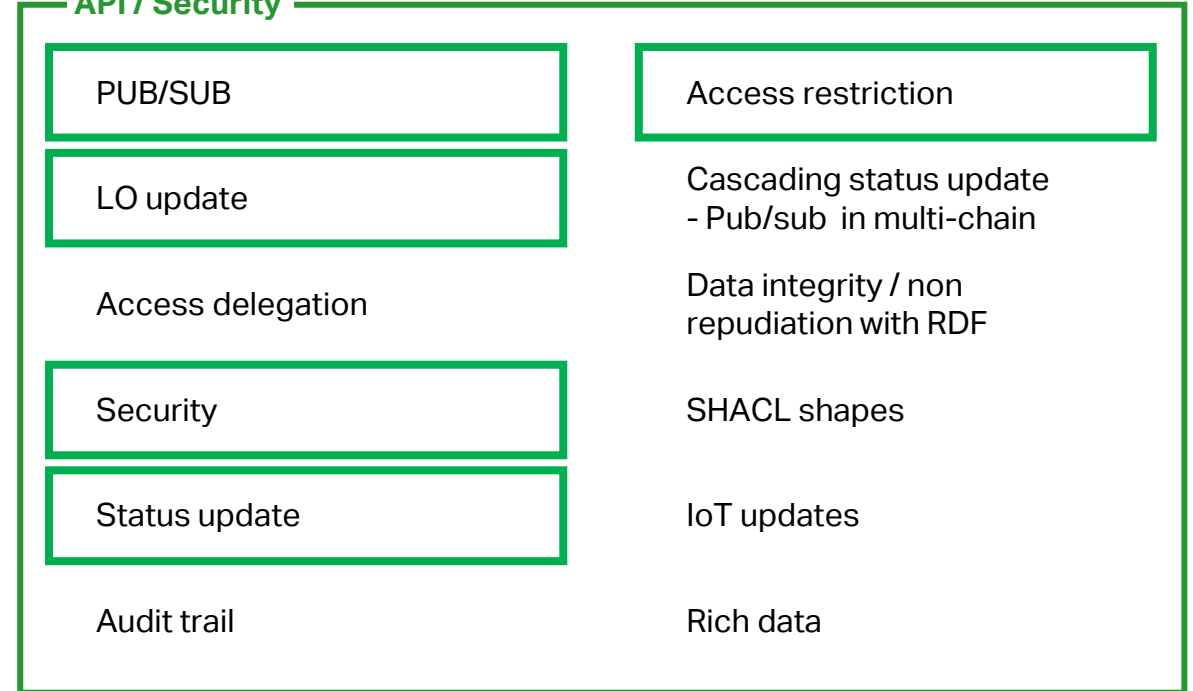 API / Security
PUB/SUB
LO update
Access delegation
Security
Status update
Audit trail
Access restriction
Cascading status update
- Pub/sub in multi-chain
Data integrity / non
repudiation with RDF
SHACL shapes
IoT updates
Rich data